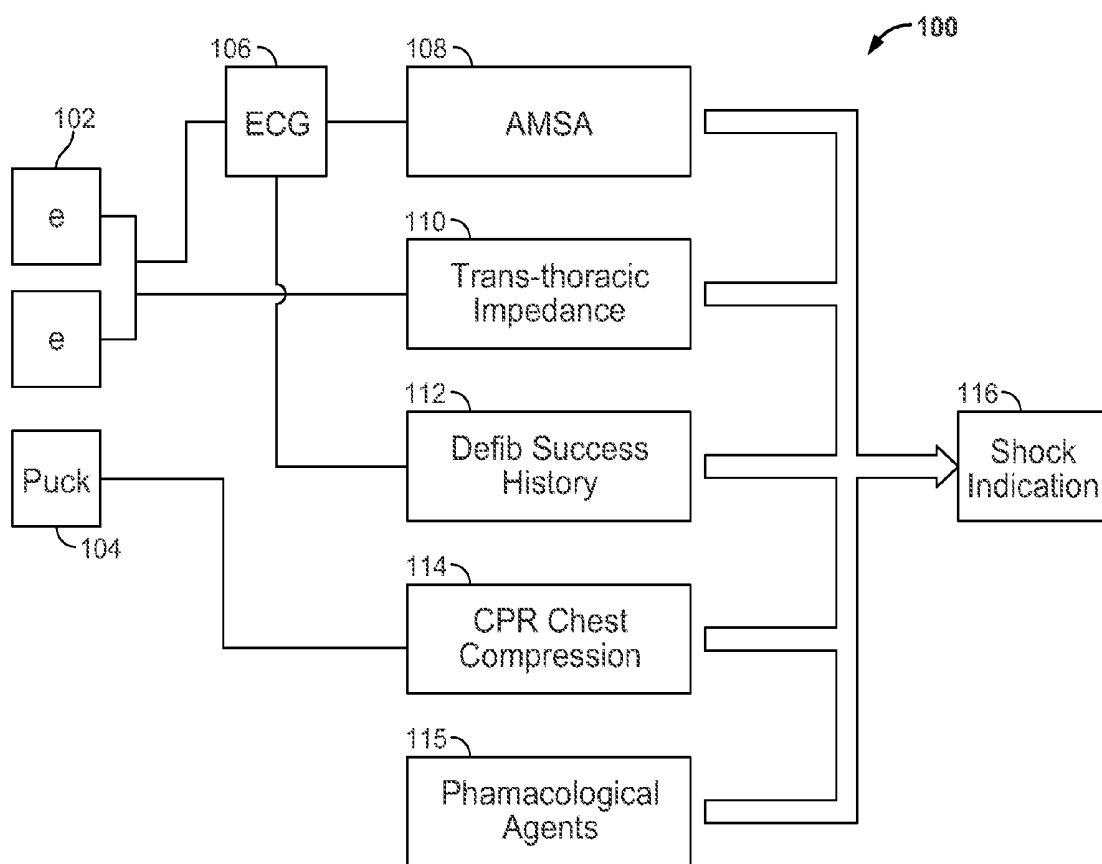 100
106
108
ECG
AMSA
102
e
110
Trans-thoracic
Impedance
e
112
Defib Success
History
116
Shock
Indication
Puck
104
114
CPR Chest
Compression
115
Phamacological
Agents